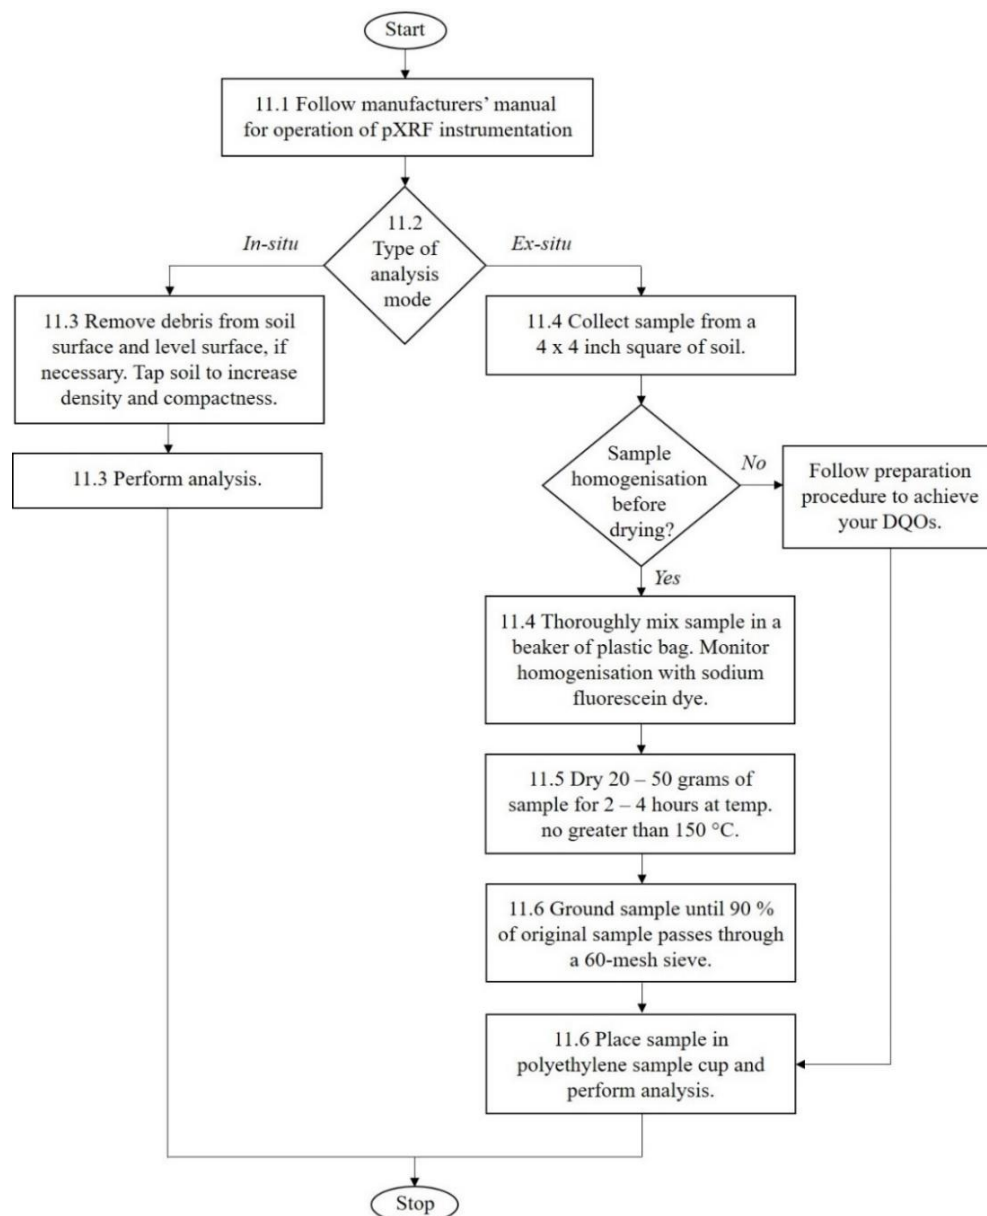 Start
11.1 Follow manufacturers’ manual
for operation of pXRF instrumentation
11.2
Type of
analysis
mode
In-situ
Ex-situ
11.3 Remove debris from soil
surface and level surface, if
necessary. Tap soil to increase
density and compactness.
11.3 Perform analysis.
11.4 Collect sample from a
4 x 4 inch square of soil.
Sample
homogenisation
before
drying?
No
Follow preparation
procedure to achieve
your DQOs.
Yes
11.4 Thoroughly mix sample in a
beaker of plastic bag. Monitor
homogenisation with sodium
fluorescein dye.
11.5 Dry 20 – 50 grams of
sample for 2 – 4 hours at temp.
no greater than 150 °C.
11.6 Ground sample until 90 %
of original sample passes through
a 60-mesh sieve.
11.6 Place sample in
polyethylene sample cup and
perform analysis.
Stop